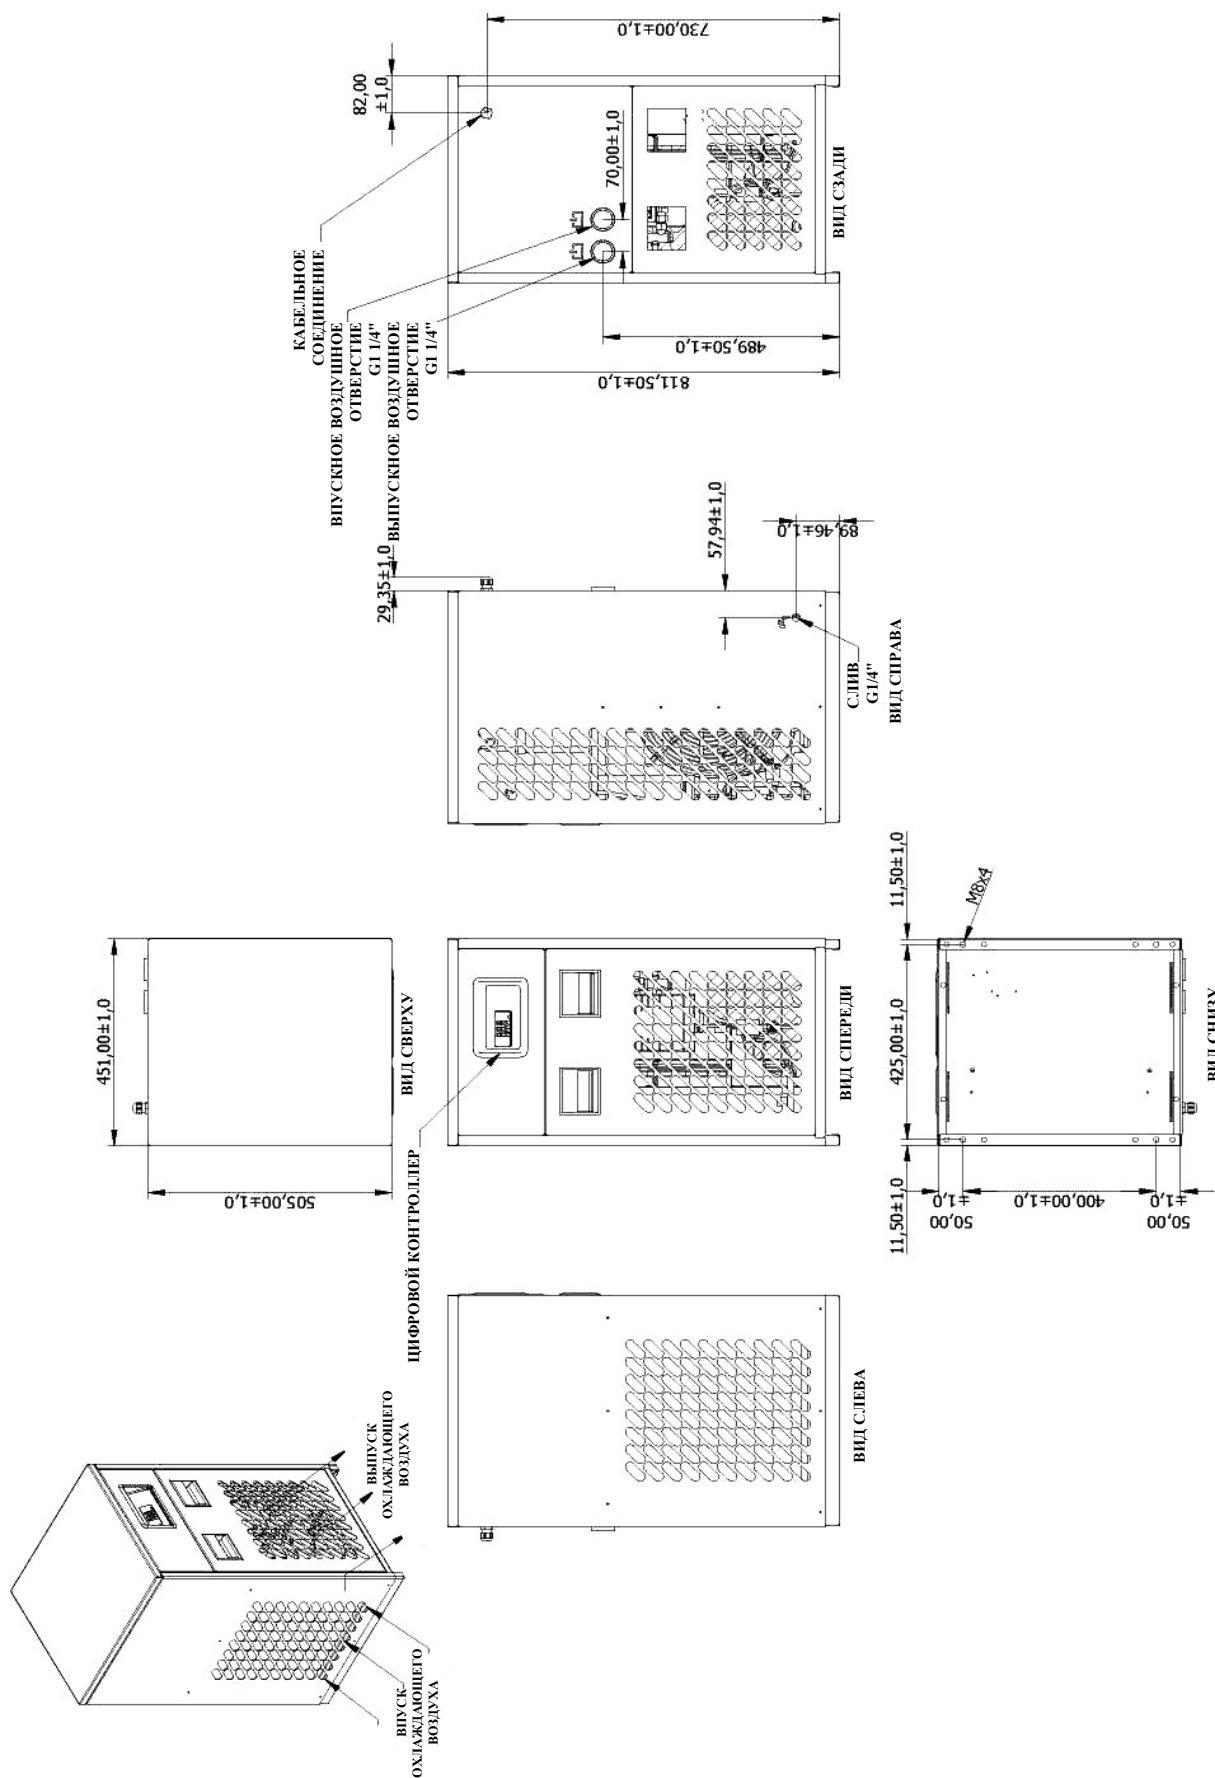 730,00±1,0
82,00
±1,0
70,00±1,0
КАБЕЛЬНОЕ
СОЕДИНЕНИЕ
ВПУСКНОЕ ВОЗДУШНОЕ
ОТВЕРСТИЕ
G1 1/4"
ВЫПУСКНОЕ ВОЗДУШНОЕ
ОТВЕРСТИЕ
G1 1/4"
489,50±1,0
811,50±1,0
ВИД СЗАДИ
29,35±1,0
57,94±1,0
89,46±1,0
СЛИВ
G1/4"
ВИД СПРАВА
451,00±1,0
505,00±1,0
ВИД СВЕРХУ
ЦИФРОВОЙ КОНТРОЛЛЕР
ВИД СПЕРЕДИ
11,50±1,0
M8x4
425,00±1,0
11,50±1,0
50,00
±1,0
400,00±1,0
50,00
±1,0
ВИД СНИЗУ
ВИД СЛЕВА
ВЫПУСК
ОХЛАЖДАЮЩЕГО
ВОЗДУХА
ВПУСК
ОХЛАЖДАЮЩЕГО
ВОЗДУХА